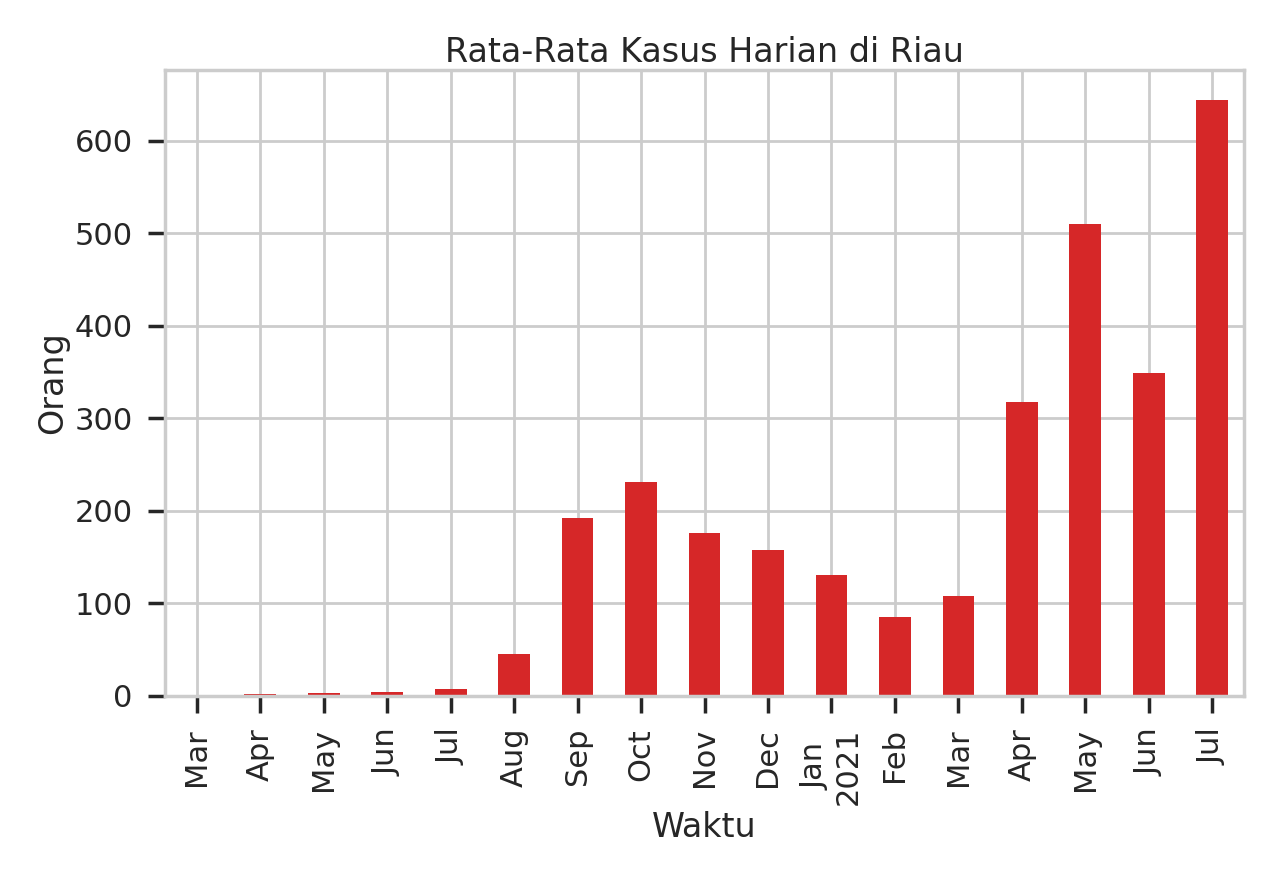 Rata-Rata Kasus Harian di Riau
600
500
400
300
200
100
0
Orang
Mar
Apr
May
Jun
Jul
Aug
Sep
Oct
Nov
Dec
Jan
2021
Feb
Mar
Apr
May
Jun
Jul
Waktu